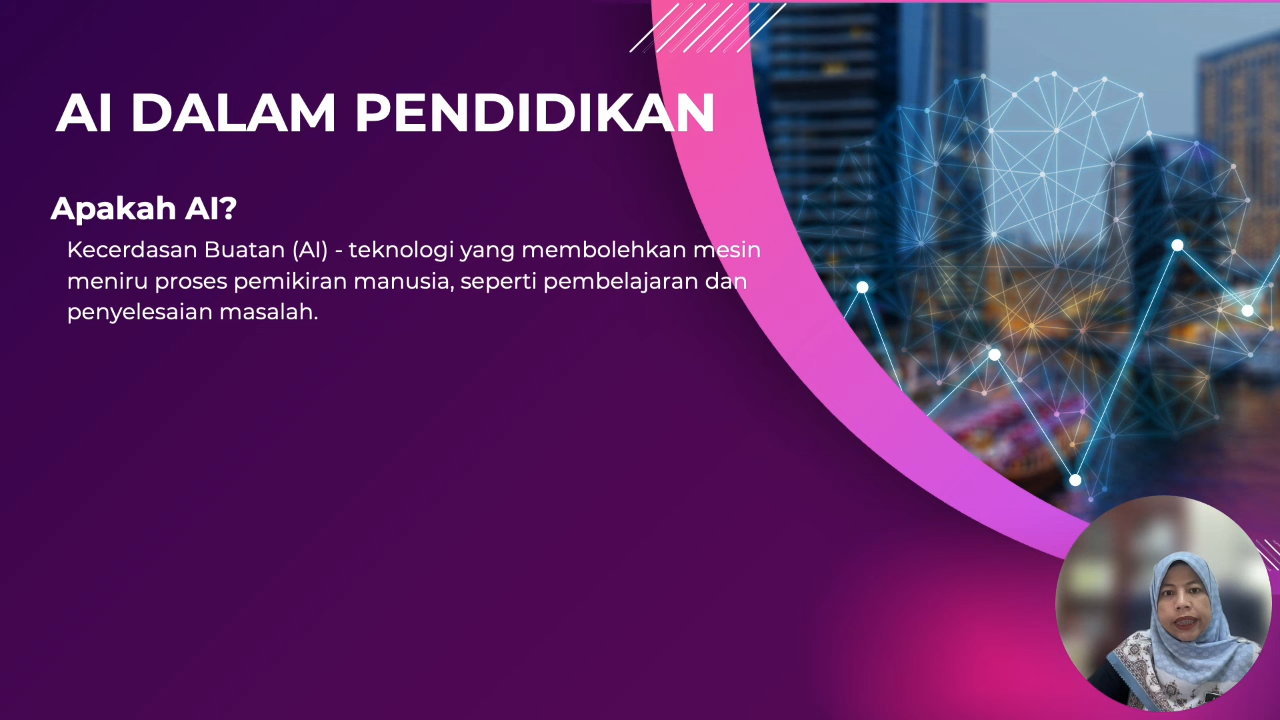 AI DALAM PENDIDIKAN
Apakah AI?
Kecerdasan Buatan (AI) - teknologi yang membolehkan mesin
meniru proses pemikiran manusia, seperti pembelajaran dan
penyelesaian masalah.